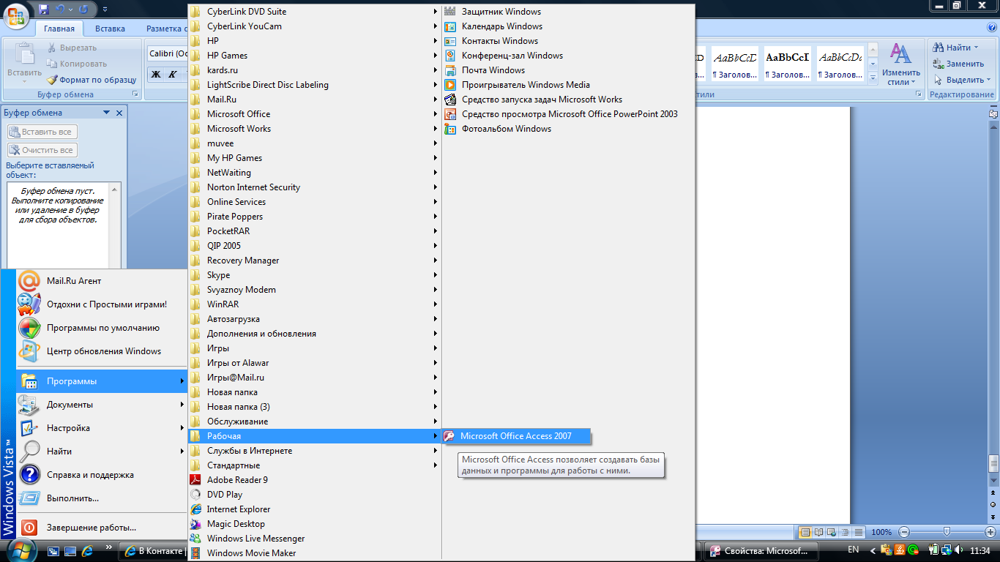 Главная
Вставка
Разметка с
Вставить
Вырезать
Копировать
Формат по образцу
Буфер обмена
Calibri (Ос
Ж
К
AaBbCcD
AaBbCcI
AaBbCcDa
¶ Заголов...
¶ Заголов...
¶ Заголов...
Изменить
стили
тили
Найти
Заменить
Выделить
Редактирование
Буфер обмена
Вставить все
Очистить все
Выберите вставляемый
объект:
Буфер обмена пуст.
Выполните копирование
или удаление в буфер
для сбора объектов.
Mail.Ru Агент
Отдохни с Простыми играми!
Программы по умолчанию
Центр обновления Windows
Программы
Документы
Настройка
Найти
Справка и поддержка
Выполнить...
Завершение работы...
Windows Vista™
CyberLink DVD Suite
CyberLink YouCam
HP
HP Games
kards.ru
LightScribe Direct Disc Labeling
Mail.Ru
Microsoft Office
Microsoft Works
muvee
My HP Games
NetWaiting
Norton Internet Security
Online Services
Pirate Poppers
PocketRAR
QIP 2005
Recovery Manager
Skype
Svyaznoy Modem
WinRAR
Автозагрузка
Дополнения и обновления
Игры
Игры от Alawar
Игры@Mail.ru
Новая папка
Новая папка (3)
Обслуживание
Рабочая
Службы в Интернете
Стандартные
Adobe Reader 9
DVD Play
Internet Explorer
Magic Desktop
Windows Live Messenger
Windows Movie Maker
Защитник Windows
Календарь Windows
Контакты Windows
Конференц-зал Windows
Почта Windows
Проигрыватель Windows Media
Средство запуска задач Microsoft Works
Средство просмотра Microsoft Office PowerPoint 2003
Фотоальбом Windows
Microsoft Office Access 2007
Microsoft Office Access позволяет создавать базы
данных и программы для работы с ними.
100%
В Контакте |
Свойства: Microsof...
EN
11:34